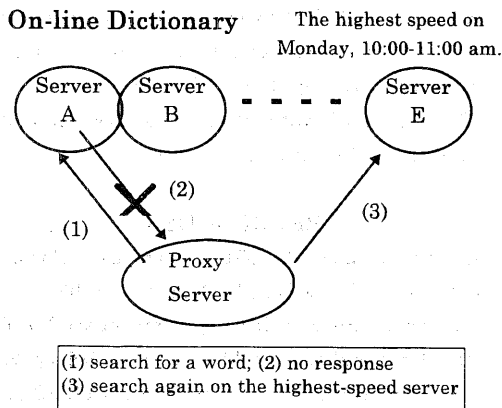 On-line Dictionary
The highest speed on
Monday, 10:00-11:00 am.
Server
A
Server
B
Server
E
(1)
(2)
(3)
Proxy
Server
(1) search for a word; (2) no response
(3) search again on the highest-speed server